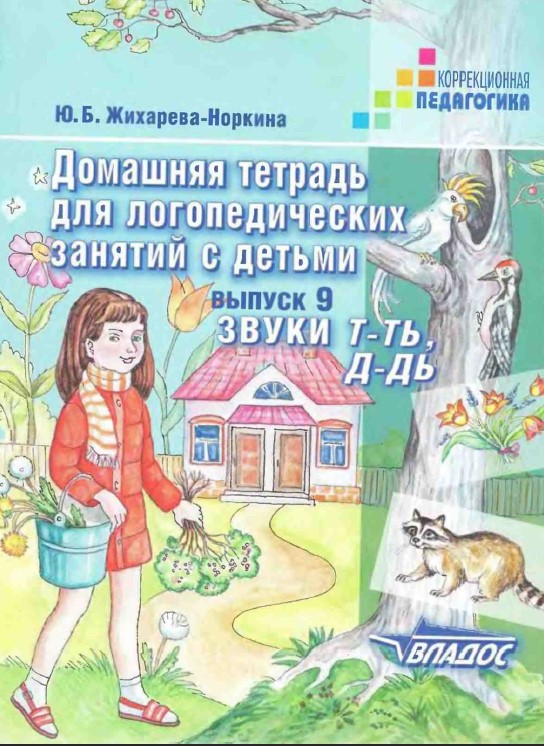 КОРРЕКЦИОННАЯ
ПЕДАГОГИКА
Ю. Б. Жихарева-Норкина
Домашняя тетрадь
для логопедических
занятий с детьми
ВЫПУСК 9
ЗВУКИ Т-ТЬ,
Д-ДЬ
ВЛАДОС